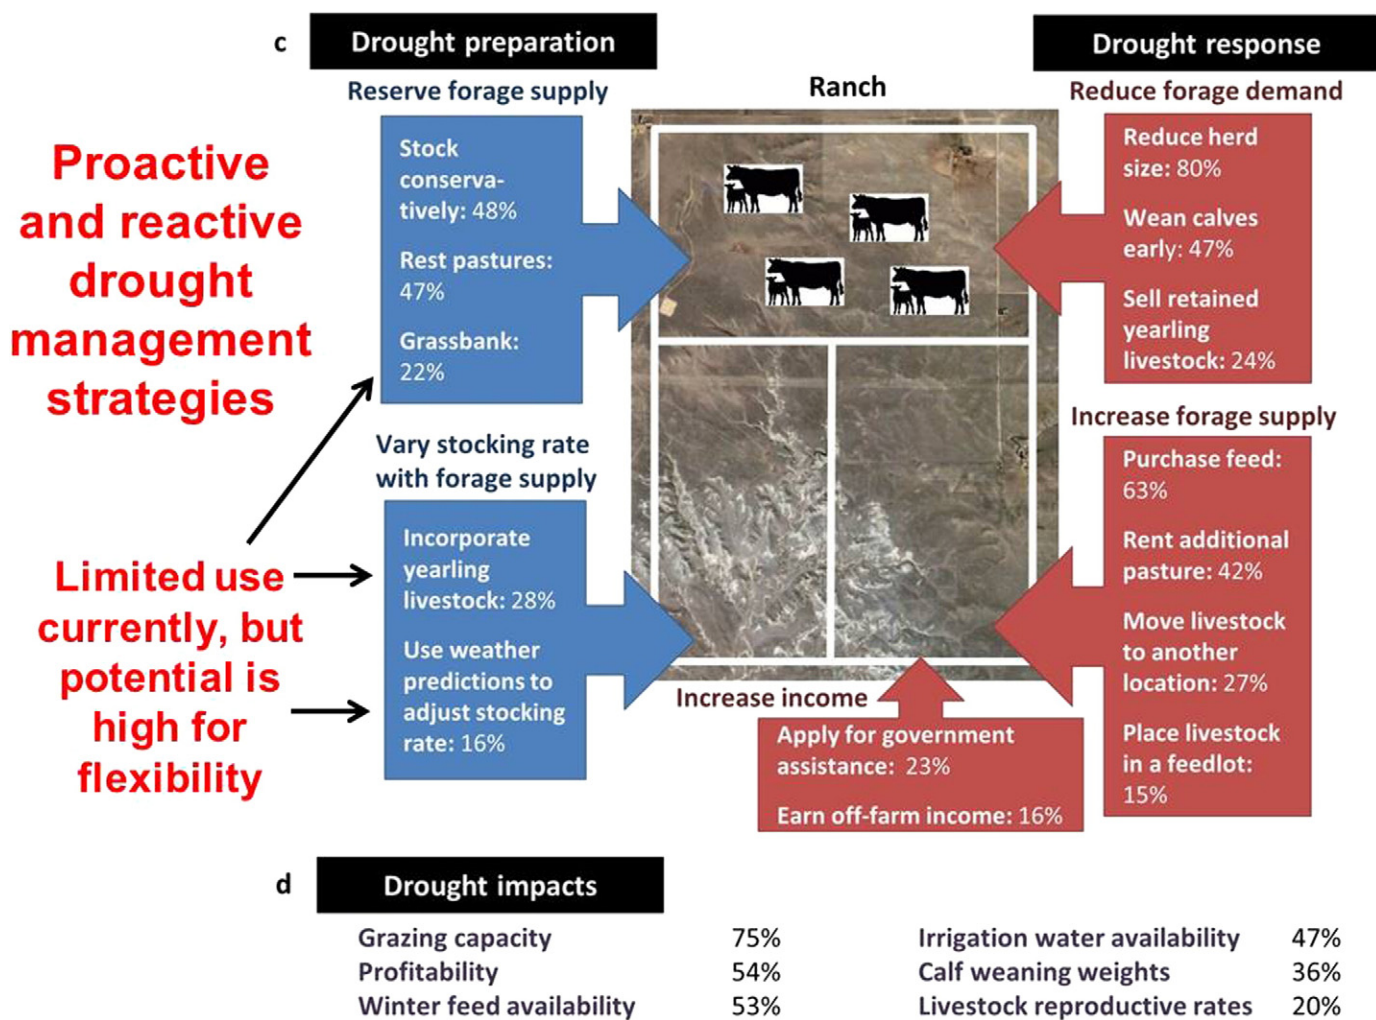 c
Drought preparation
Drought response
Reserve forage supply
Ranch
Reduce forage demand
Proactive
and reactive
drought
management
strategies
Stock
conserva-
tively: 48%
Rest pastures:
47%
Grassbank:
22%
Reduce herd
size: 80%
Wean calves
early: 47%
Sell retained
yearling
livestock: 24%
Vary stocking rate
with forage supply
Increase forage supply
Limited use
currently, but
potential is
high for
flexibility
Incorporate
yearling
livestock: 28%
Use weather
predictions to
adjust stocking
rate: 16%
Purchase feed:
63%
Rent additional
pasture: 42%
Move livestock
to another
location: 27%
Place livestock
in a feedlot:
15%
Increase income
Apply for government
assistance: 23%
Earn off-farm income: 16%
d
Drought impacts
Grazing capacity 75% Irrigation water availability 47%
Profitability 54% Calf weaning weights 36%
Winter feed availability 53% Livestock reproductive rates 20%